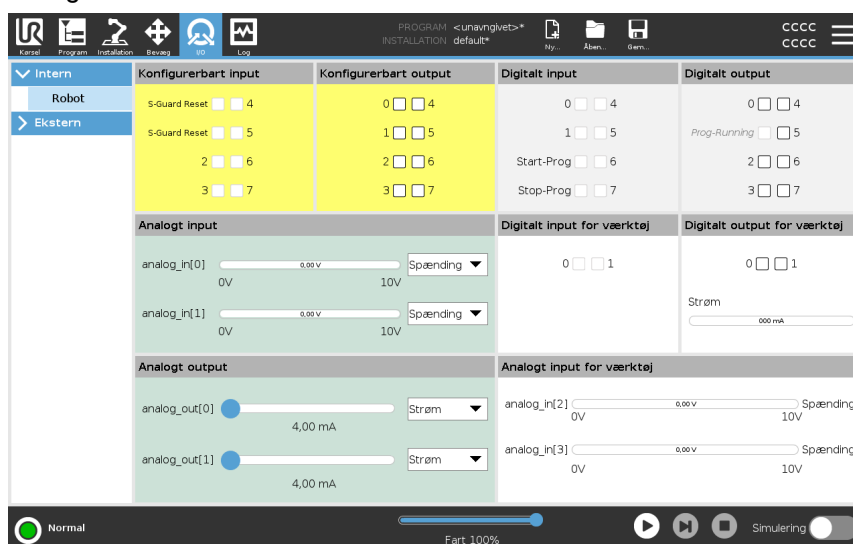 UR
Kørsel Program Installation Bevæg I/O Log
PROGRAM <unavngivet>*
INSTALLATION default*
Ny... Åben... Gem...
CCCC
CCCC
Intern
Robot
Ekstern
Konfigurerbart input
S-Guard Reset 4
S-Guard Reset 5
2 6
3 7
Konfigurerbart output
0 4
1 5
2 6
3 7
Digitalt input
0 4
1 5
Start-Prog 6
Stop-Prog 7
Digitalt output
0 4
Prog-Running 5
2 6
3 7
Analogt input
analog_in[0] 0,00 V Spænding
0V 10V
analog_in[1] 0,00 V Spænding
0V 10V
Digitalt input for værktøj
0 1
Digitalt output for værktøj
0 1
Strøm
000 mA
Analogt output
analog_out[0] Strøm
4,00 mA
analog_out[1] Strøm
4,00 mA
Analogt input for værktøj
analog_in[2] 0,00 V Spænding
0V 10V
analog_in[3] 0,00 V Spænding
0V 10V
Normal
Fart 100%
Simulering